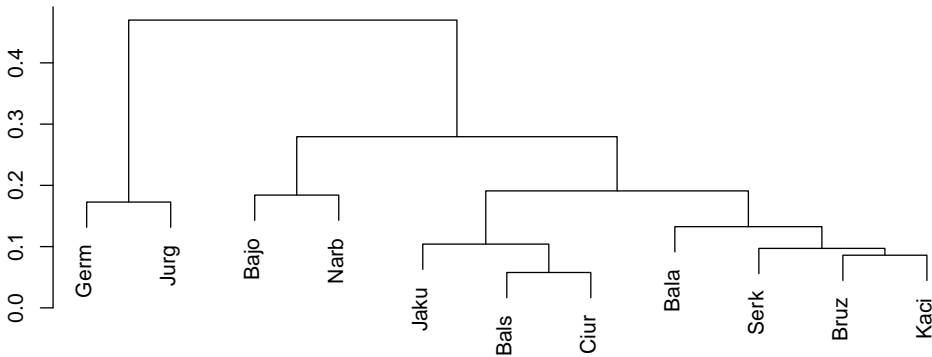 0.4
0.3
0.2
0.1
0.0
Germ
Jurg
Bajo
Narb
Jaku
Bals
Ciur
Bala
Serk
Bruz
Kaci